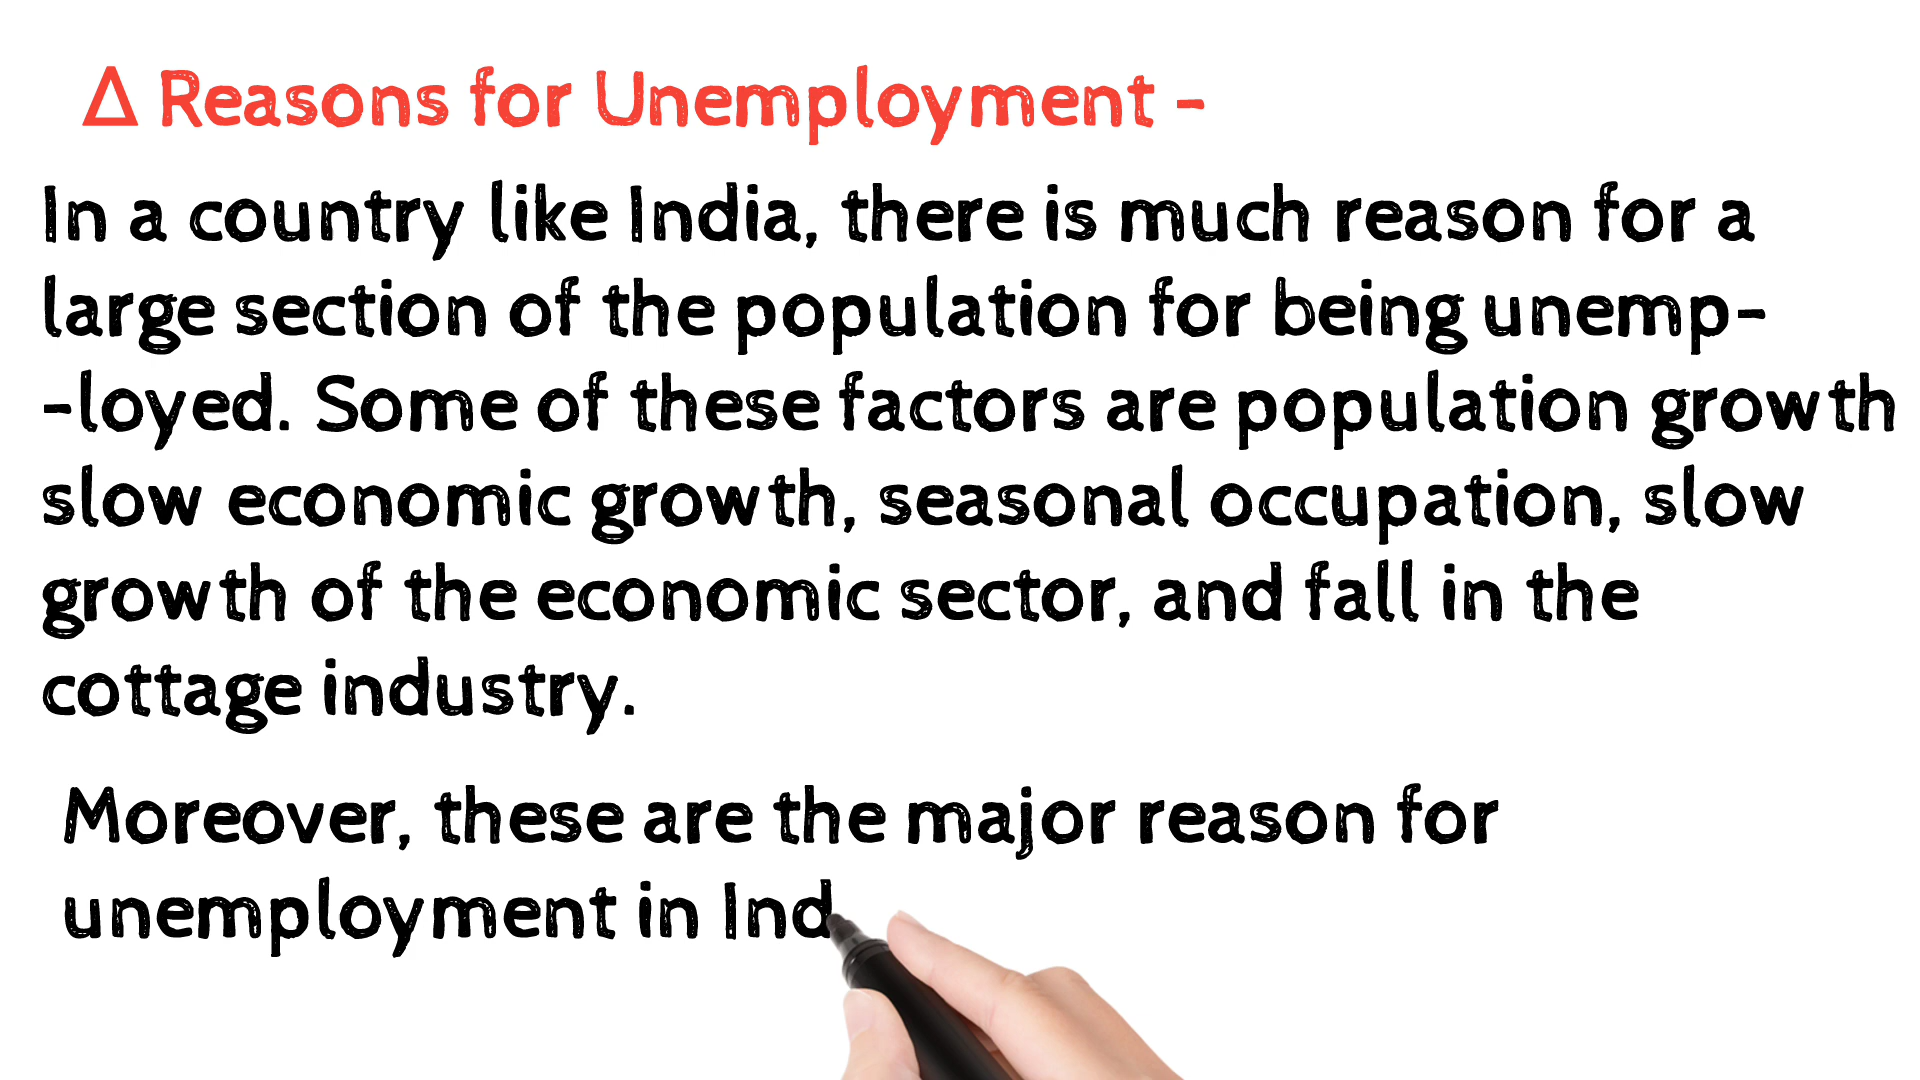 Δ Reasons for Unemployment -
In a country like India, there is much reason for a
large section of the population for being unemp-
-loyed. Some of these factors are population growth
slow economic growth, seasonal occupation, slow
growth of the economic sector, and fall in the
cottage industry.
Moreover, these are the major reason for
unemployment in Ind